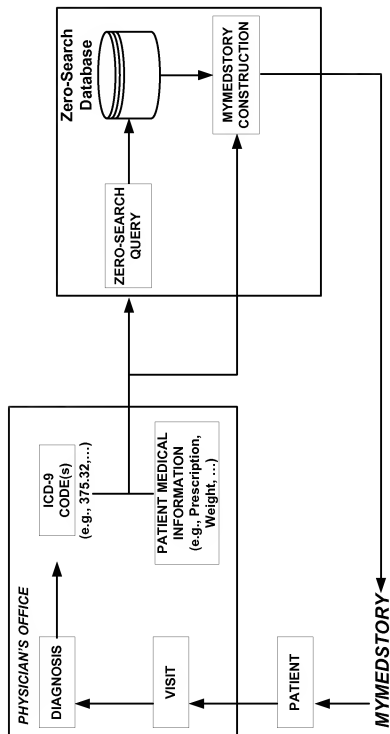 PHYSICIAN'S OFFICE
DIAGNOSIS
ICD-9
CODE(s)
(e.g., 375.32,...)
VISIT
PATIENT MEDICAL
INFORMATION
(e.g., Prescription,
Weight, ...)
PATIENT
MYMEDSTORY
Zero-Search
Database
ZERO-SEARCH
QUERY
MYMEDSTORY
CONSTRUCTION